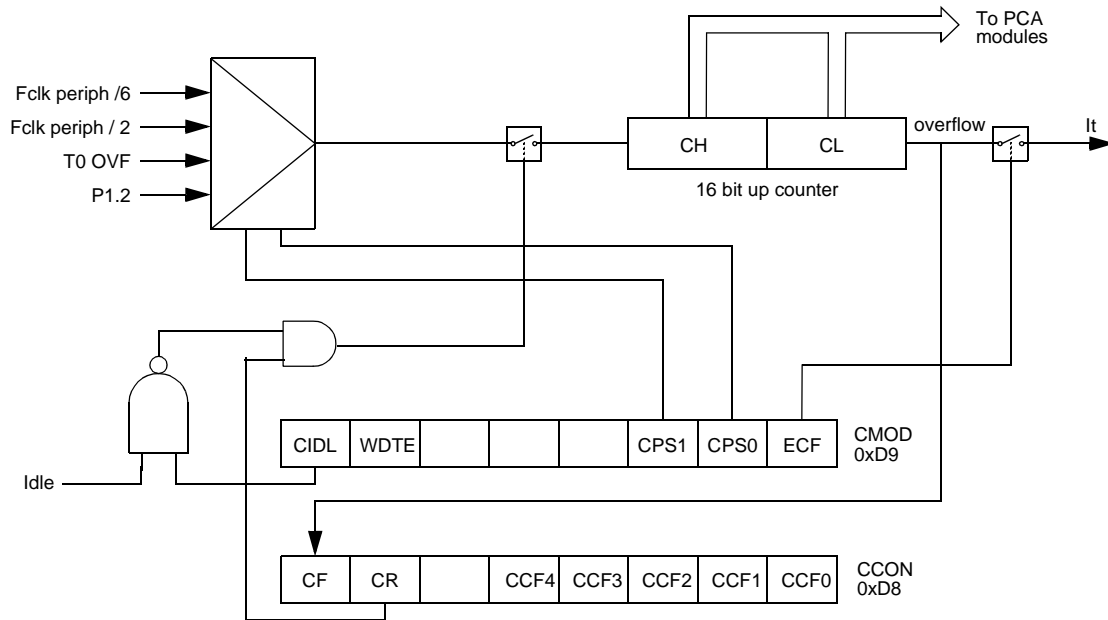 To PCA
modules
Fclk periph /6
Fclk periph / 2
T0 OVF
P1.2
CH
CL
overflow
It
16 bit up counter
CIDL
WDTE
CPS1
CPS0
ECF
CMOD
0xD9
Idle
CF
CR
CCF4
CCF3
CCF2
CCF1
CCF0
CCON
0xD8